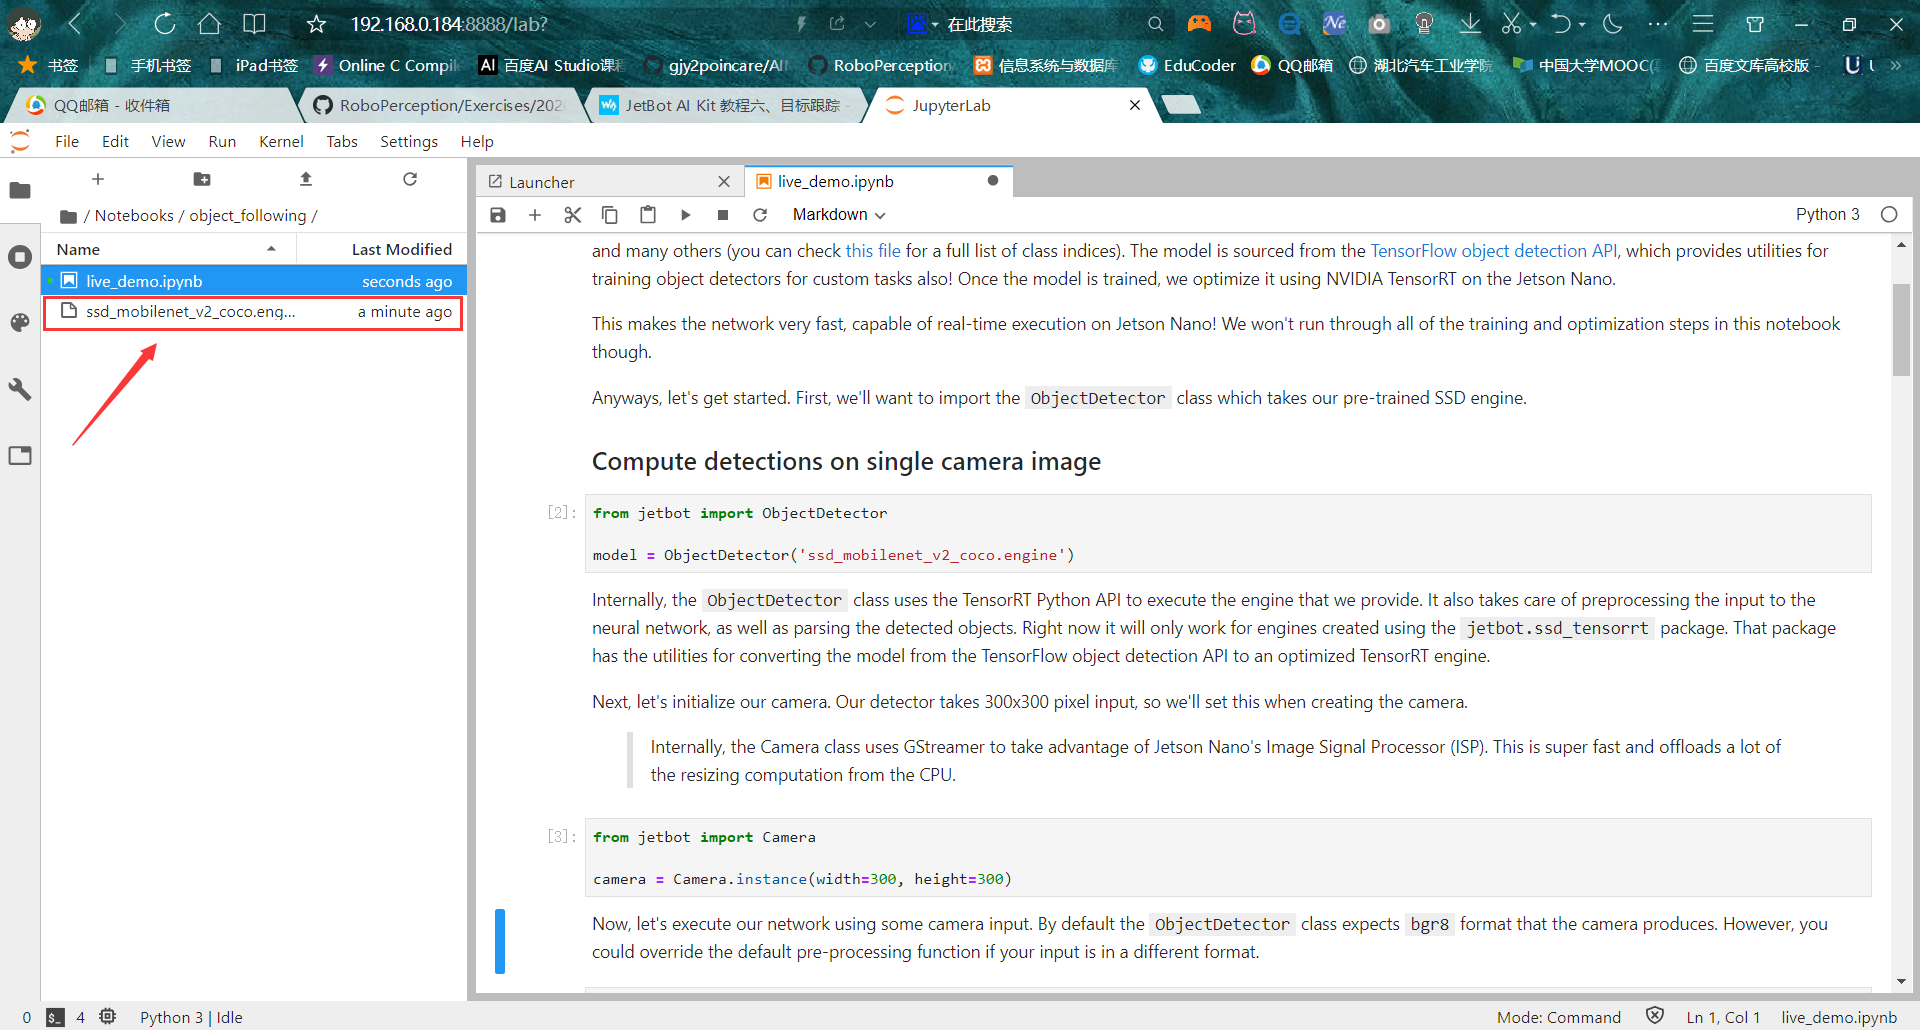 192.168.0.184:8888/lab?
在此搜索
书签 手机书签 iPad书签 Online C Compil AI 百度AI Studio课程 gjy2poincare/AII RoboPerception/ 信息系统与数据库 EduCoder QQ邮箱 湖北汽车工业学院 中国大学MOOC( 百度文库高校版 - U »
QQ邮箱 - 收件箱
RoboPerception/Exercises/202
JetBot AI Kit 教程六、目标跟踪 -
JupyterLab
File Edit View Run Kernel Tabs Settings Help
/ Notebooks / object_following /
Name Last Modified
live_demo.ipynb seconds ago
ssd_mobilenet_v2_coco.eng... a minute ago
Launcher
live_demo.ipynb
Markdown
Python 3
and many others (you can check this file for a full list of class indices). The model is sourced from the TensorFlow object detection API, which provides utilities for
training object detectors for custom tasks also! Once the model is trained, we optimize it using NVIDIA TensorRT on the Jetson Nano.
This makes the network very fast, capable of real-time execution on Jetson Nano! We won't run through all of the training and optimization steps in this notebook
though.
Anyways, let's get started. First, we'll want to import the ObjectDetector class which takes our pre-trained SSD engine.
Compute detections on single camera image
[2]: from jetbot import ObjectDetector
model = ObjectDetector('ssd_mobilenet_v2_coco.engine')
Internally, the ObjectDetector class uses the TensorRT Python API to execute the engine that we provide. It also takes care of preprocessing the input to the
neural network, as well as parsing the detected objects. Right now it will only work for engines created using the jetbot.ssd_tensorrt package. That package
has the utilities for converting the model from the TensorFlow object detection API to an optimized TensorRT engine.
Next, let's initialize our camera. Our detector takes 300x300 pixel input, so we'll set this when creating the camera.
Internally, the Camera class uses GStreamer to take advantage of Jetson Nano's Image Signal Processor (ISP). This is super fast and offloads a lot of
the resizing computation from the CPU.
[3]: from jetbot import Camera
camera = Camera.instance(width=300, height=300)
Now, let's execute our network using some camera input. By default the ObjectDetector class expects bgr8 format that the camera produces. However, you
could override the default pre-processing function if your input is in a different format.
0 $_ 4 Python 3 | Idle
Mode: Command Ln 1, Col 1 live_demo.ipynb